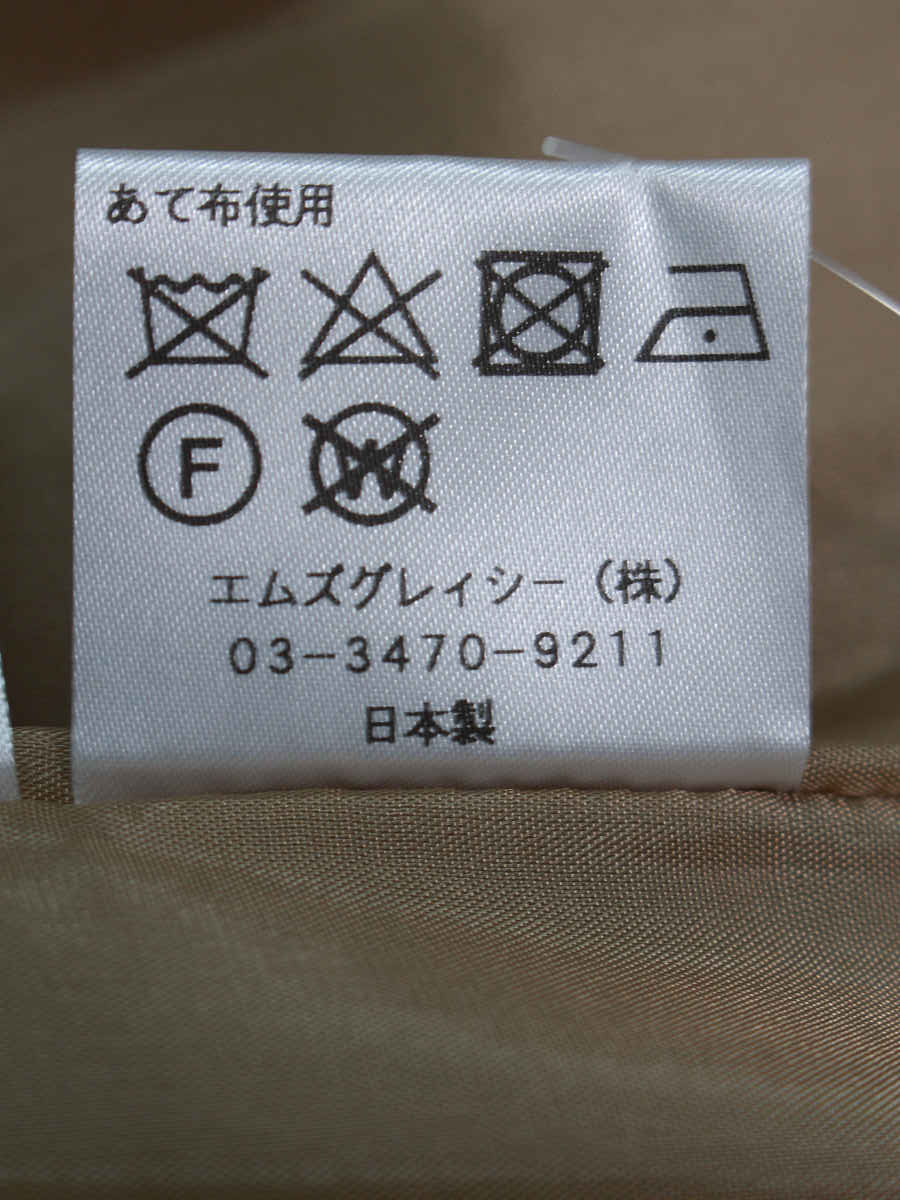 あて布使用
F W
エムズグレイシー（株）
03-3470-9211
日本製